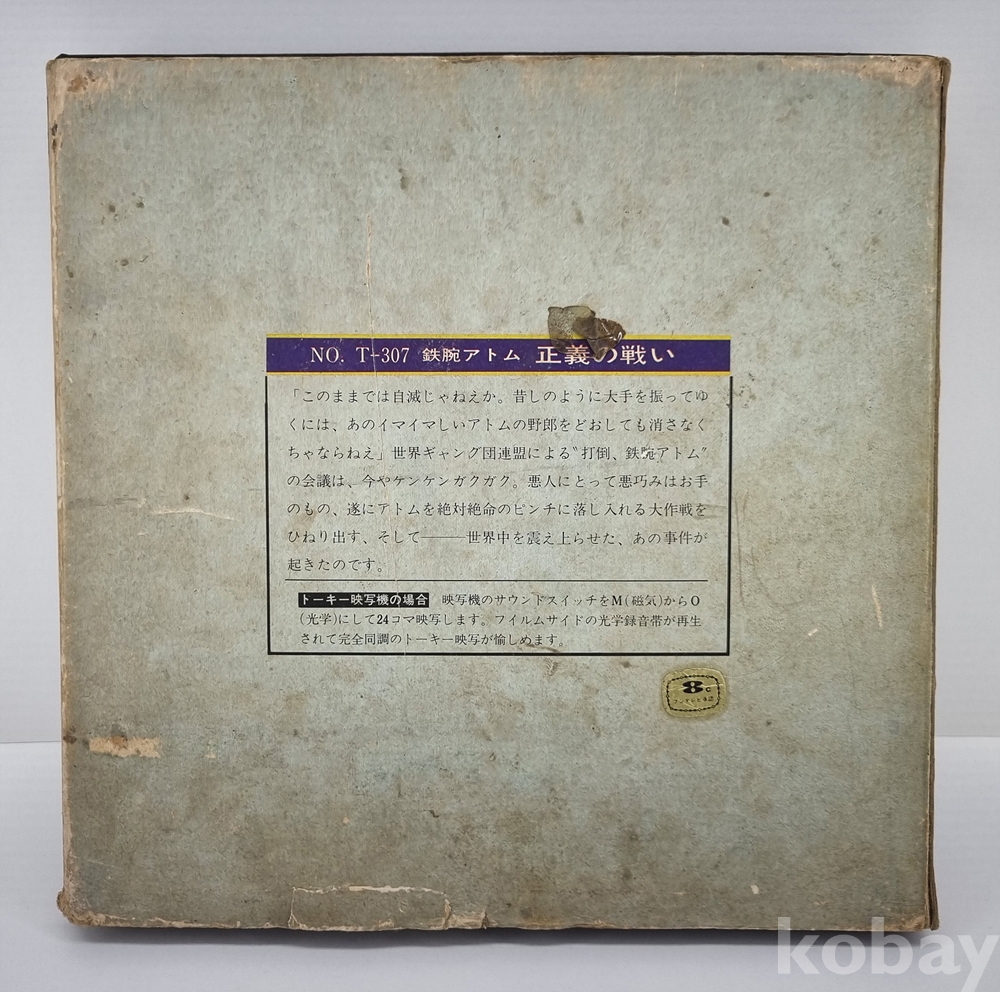 NO. T-307 鉄腕アトム 正義の戦い
「このままでは自滅じゃねえか。昔しのように大手を振ってゆ
くには、あのイマイマしいアトムの野郎をどおしても消さなく
ちゃならねえ」世界ギャング団連盟による〝打倒、鉄腕アトム〟
の会議は、今やケンケンガクガク。悪人にとって悪巧みはお手
のもの、遂にアトムを絶対絶命のピンチに落し入れる大作戦を
ひねり出す、そして――世界中を震え上らせた、あの事件が
起きたのです。
トーキー映写機の場合 映写機のサウンドスイッチをM(磁気)からO
(光学)にして24コマ映写します。フイルムサイドの光学録音帯が再生
されて完全同調のトーキー映写が愉しめます。
8c
kobay